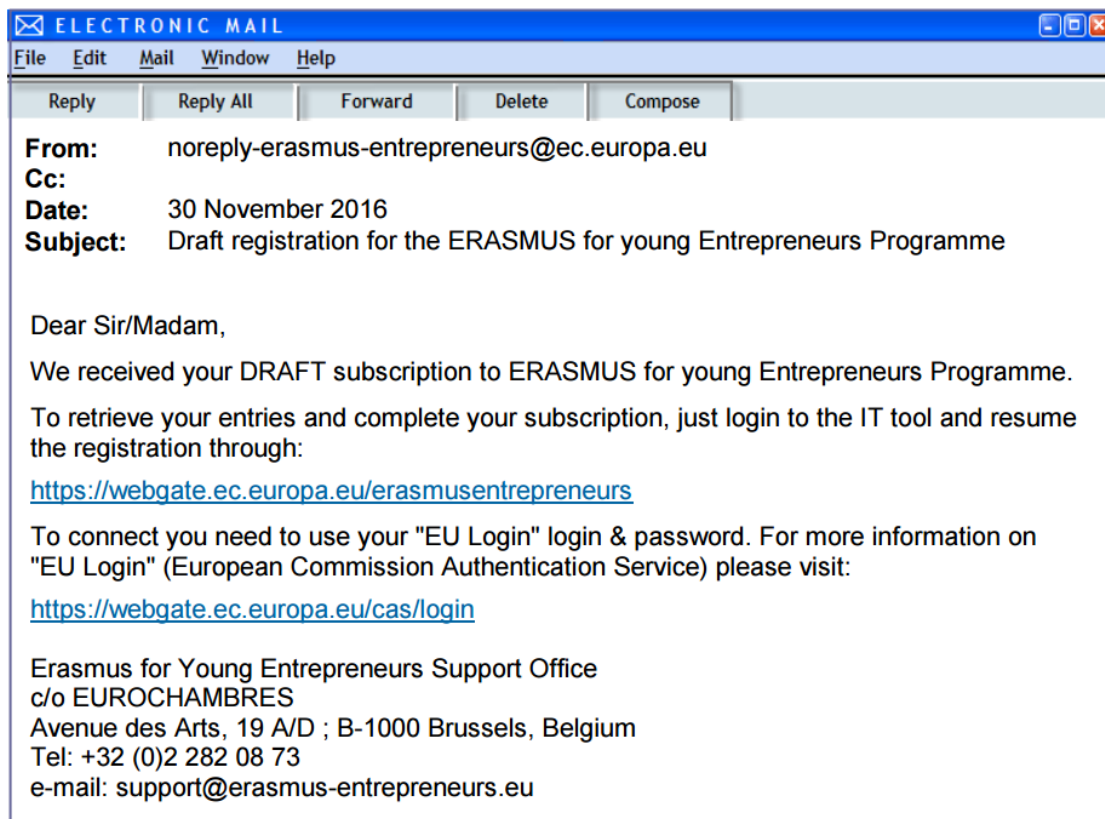 ELECTRONIC MAIL
File Edit Mail Window Help
Reply Reply All Forward Delete Compose
From: noreply-erasmus-entrepreneurs@ec.europa.eu
Cc:
Date: 30 November 2016
Subject: Draft registration for the ERASMUS for young Entrepreneurs Programme
Dear Sir/Madam,
We received your DRAFT subscription to ERASMUS for young Entrepreneurs Programme.
To retrieve your entries and complete your subscription, just login to the IT tool and resume
the registration through:
https://webgate.ec.europa.eu/erasmusentrepreneurs
To connect you need to use your "EU Login" login & password. For more information on
"EU Login" (European Commission Authentication Service) please visit:
https://webgate.ec.europa.eu/cas/login
Erasmus for Young Entrepreneurs Support Office
c/o EUROCHAMBRES
Avenue des Arts, 19 A/D ; B-1000 Brussels, Belgium
Tel: +32 (0)2 282 08 73
e-mail: support@erasmus-entrepreneurs.eu